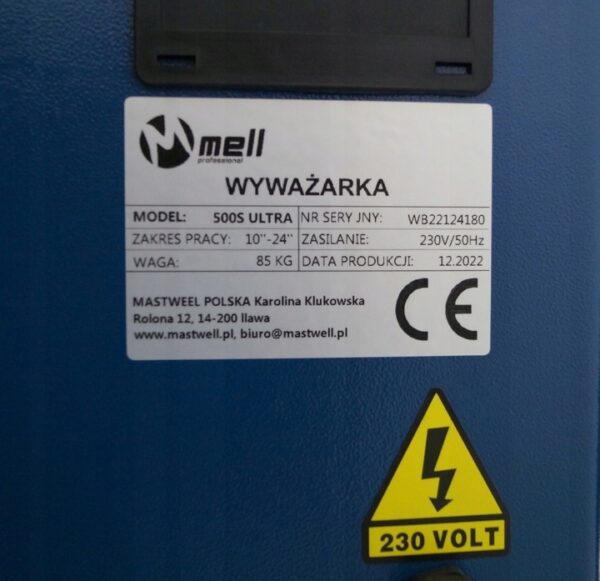 M mell
professional
WYWAŻARKA
MODEL: 500S ULTRA NR SERY JNY: WB22124180
ZAKRES PRACY: 10''-24'' ZASILANIE: 230V/50Hz
WAGA: 85 KG DATA PRODUKCJI: 12.2022
MASTWEEL POLSKA Karolina Klukowska
Rolona 12, 14-200 Ilawa
www.mastwell.pl, biuro@mastwell.pl
CE
230 VOLT